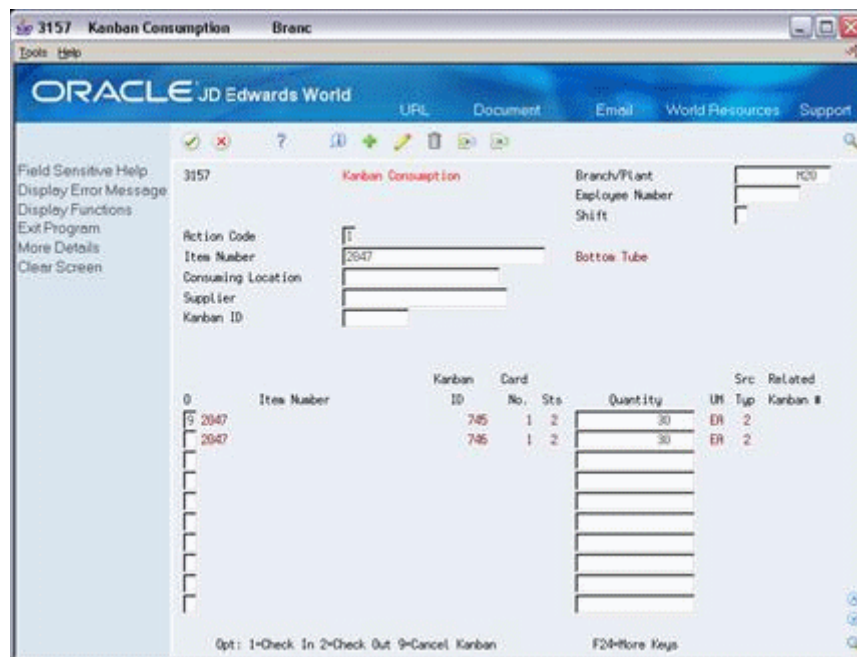 3157 Kanban Consumption Branc
Tools Help
ORACLE JD Edwards World
URL Document Email World Resources Support
Field Sensitive Help
Display Error Message
Display Functions
Exit Program
More Details
Clear Screen
3157 Kanban Consumption Branch/Plant M20
Employee Number
Shift
Action Code I
Item Number 2847 Bottom Tube
Consuming Location
Supplier
Kanban ID
Kanban Card Src Related
O Item Number ID No. Sts Quantity UM Typ Kanban #
9 2847 745 1 2 30 EA 2
2847 746 1 2 30 EA 2
Opt: 1=Check In 2=Check Out 9=Cancel Kanban F24=More Keys